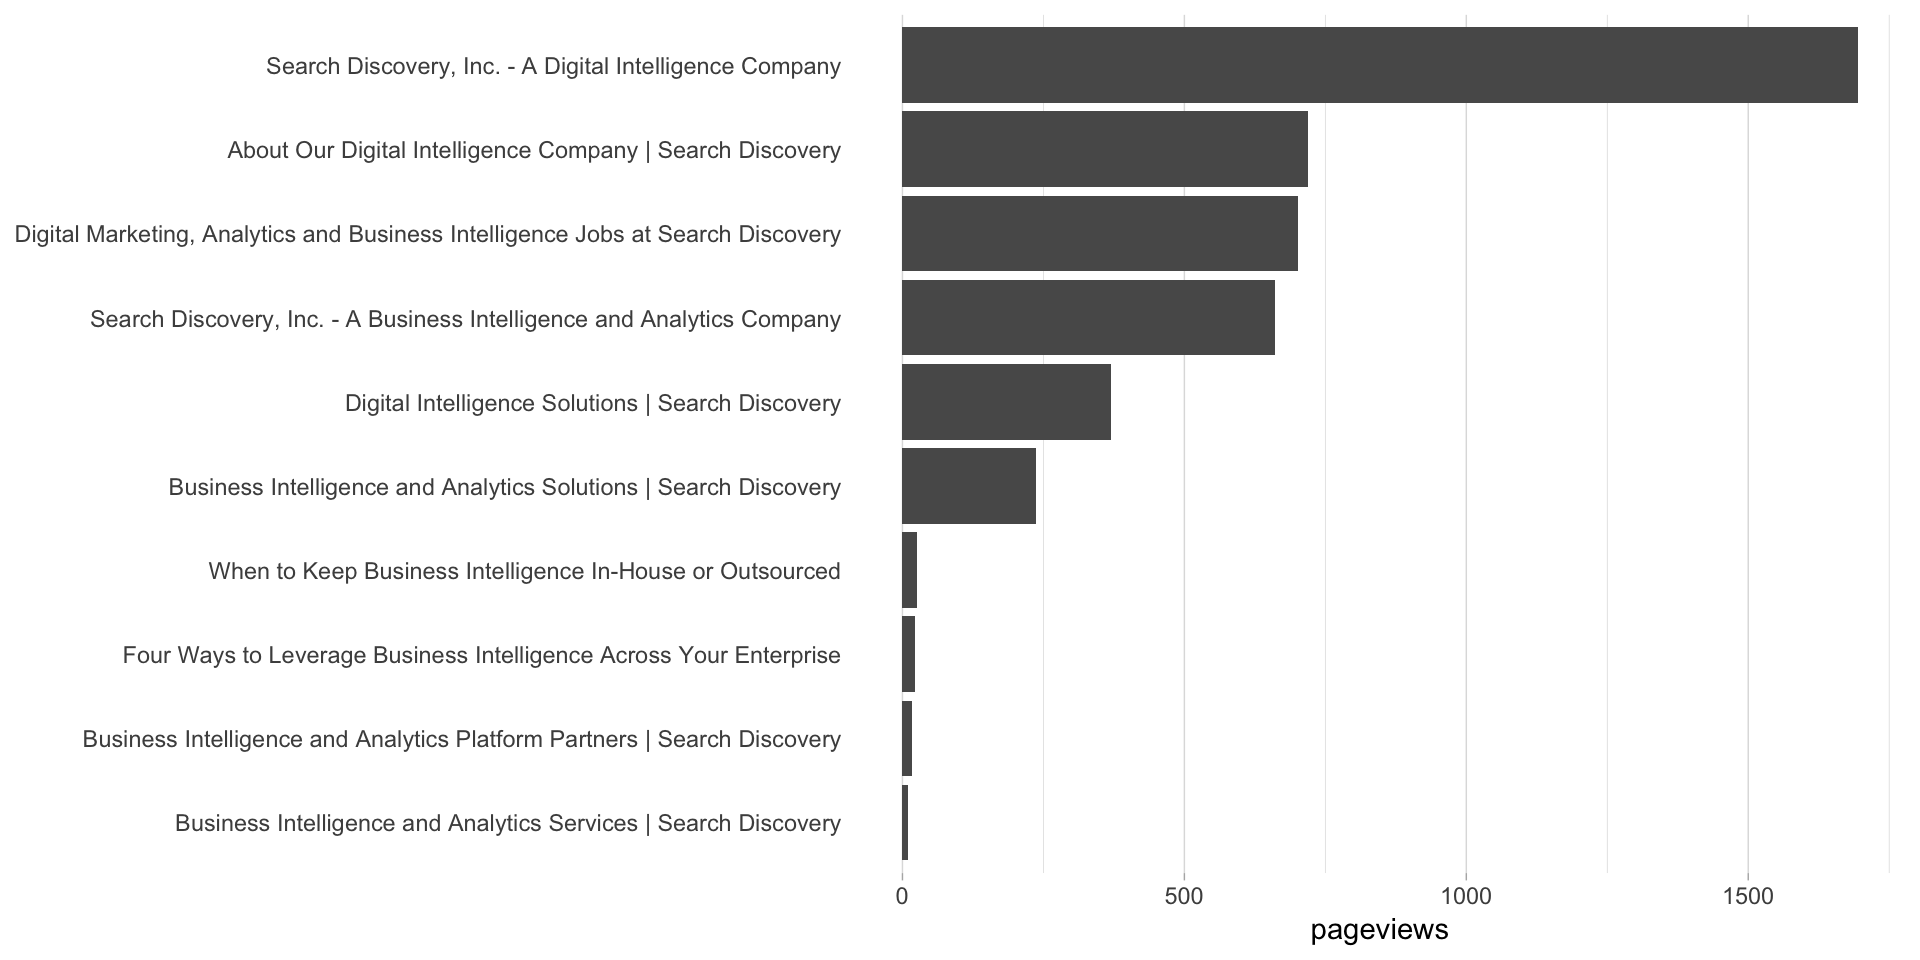 Search Discovery, Inc. - A Digital Intelligence Company
About Our Digital Intelligence Company | Search Discovery
Digital Marketing, Analytics and Business Intelligence Jobs at Search Discovery
Search Discovery, Inc. - A Business Intelligence and Analytics Company
Digital Intelligence Solutions | Search Discovery
Business Intelligence and Analytics Solutions | Search Discovery
When to Keep Business Intelligence In-House or Outsourced
Four Ways to Leverage Business Intelligence Across Your Enterprise
Business Intelligence and Analytics Platform Partners | Search Discovery
Business Intelligence and Analytics Services | Search Discovery
0 500 1000 1500
pageviews